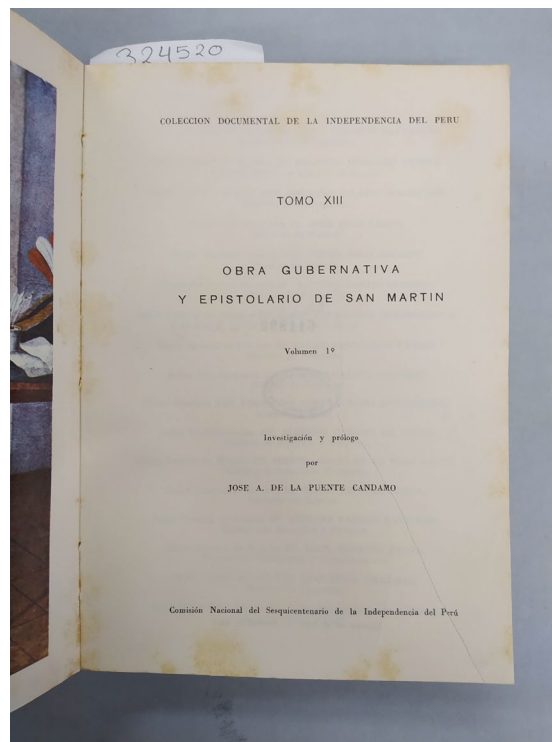 324520
COLECCION DOCUMENTAL DE LA INDEPENDENCIA DEL PERU
TOMO XIII
OBRA GUBERNATIVA
Y EPISTOLARIO DE SAN MARTIN
Volumen 1º
Investigación y prólogo
por
JOSE A. DE LA PUENTE CANDAMO
Comisión Nacional del Sesquicentenario de la Independencia del Perú